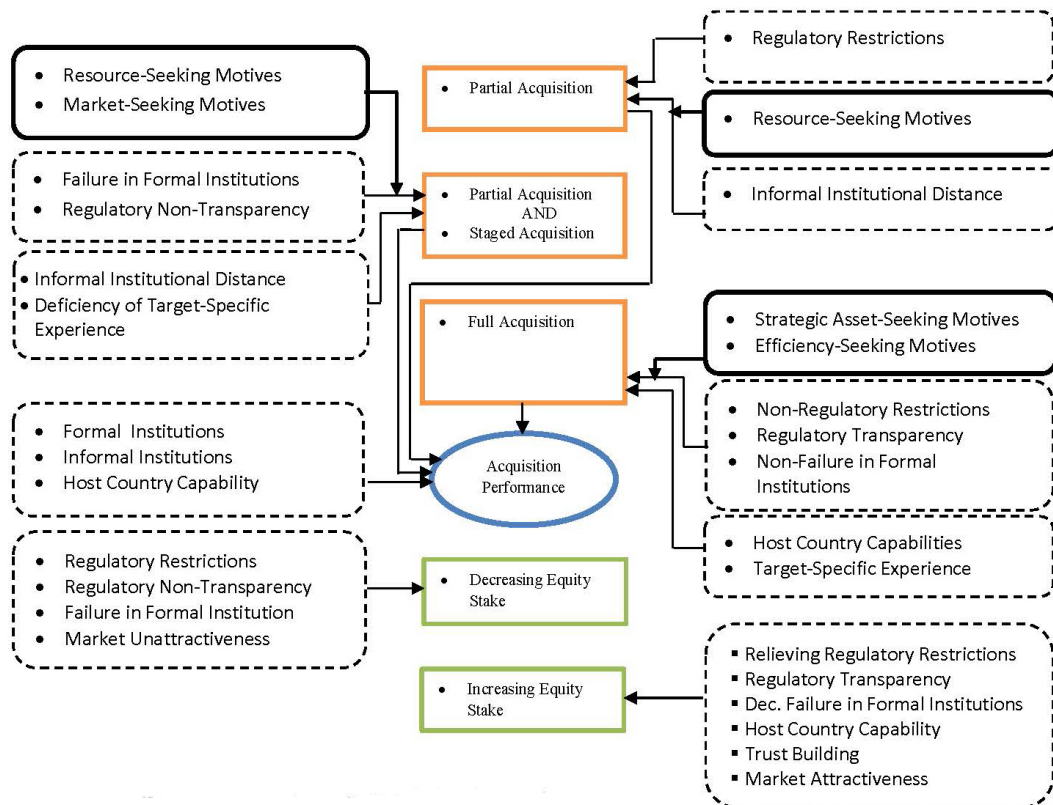 Resource-Seeking Motives
Market-Seeking Motives
Failure in Formal Institutions
Regulatory Non-Transparency
Informal Institutional Distance
Deficiency of Target-Specific
Experience
Formal Institutions
Informal Institutions
Host Country Capability
Regulatory Restrictions
Regulatory Non-Transparency
Failure in Formal Institution
Market Unattractiveness
Partial Acquisition
Partial Acquisition
AND
Staged Acquisition
Full Acquisition
Acquisition
Performance
Decreasing Equity
Stake
Increasing Equity
Stake
Regulatory Restrictions
Resource-Seeking Motives
Informal Institutional Distance
Strategic Asset-Seeking Motives
Efficiency-Seeking Motives
Non-Regulatory Restrictions
Regulatory Transparency
Non-Failure in Formal
Institutions
Host Country Capabilities
Target-Specific Experience
Relieving Regulatory Restrictions
Regulatory Transparency
Dec. Failure in Formal Institutions
Host Country Capability
Trust Building
Market Attractiveness